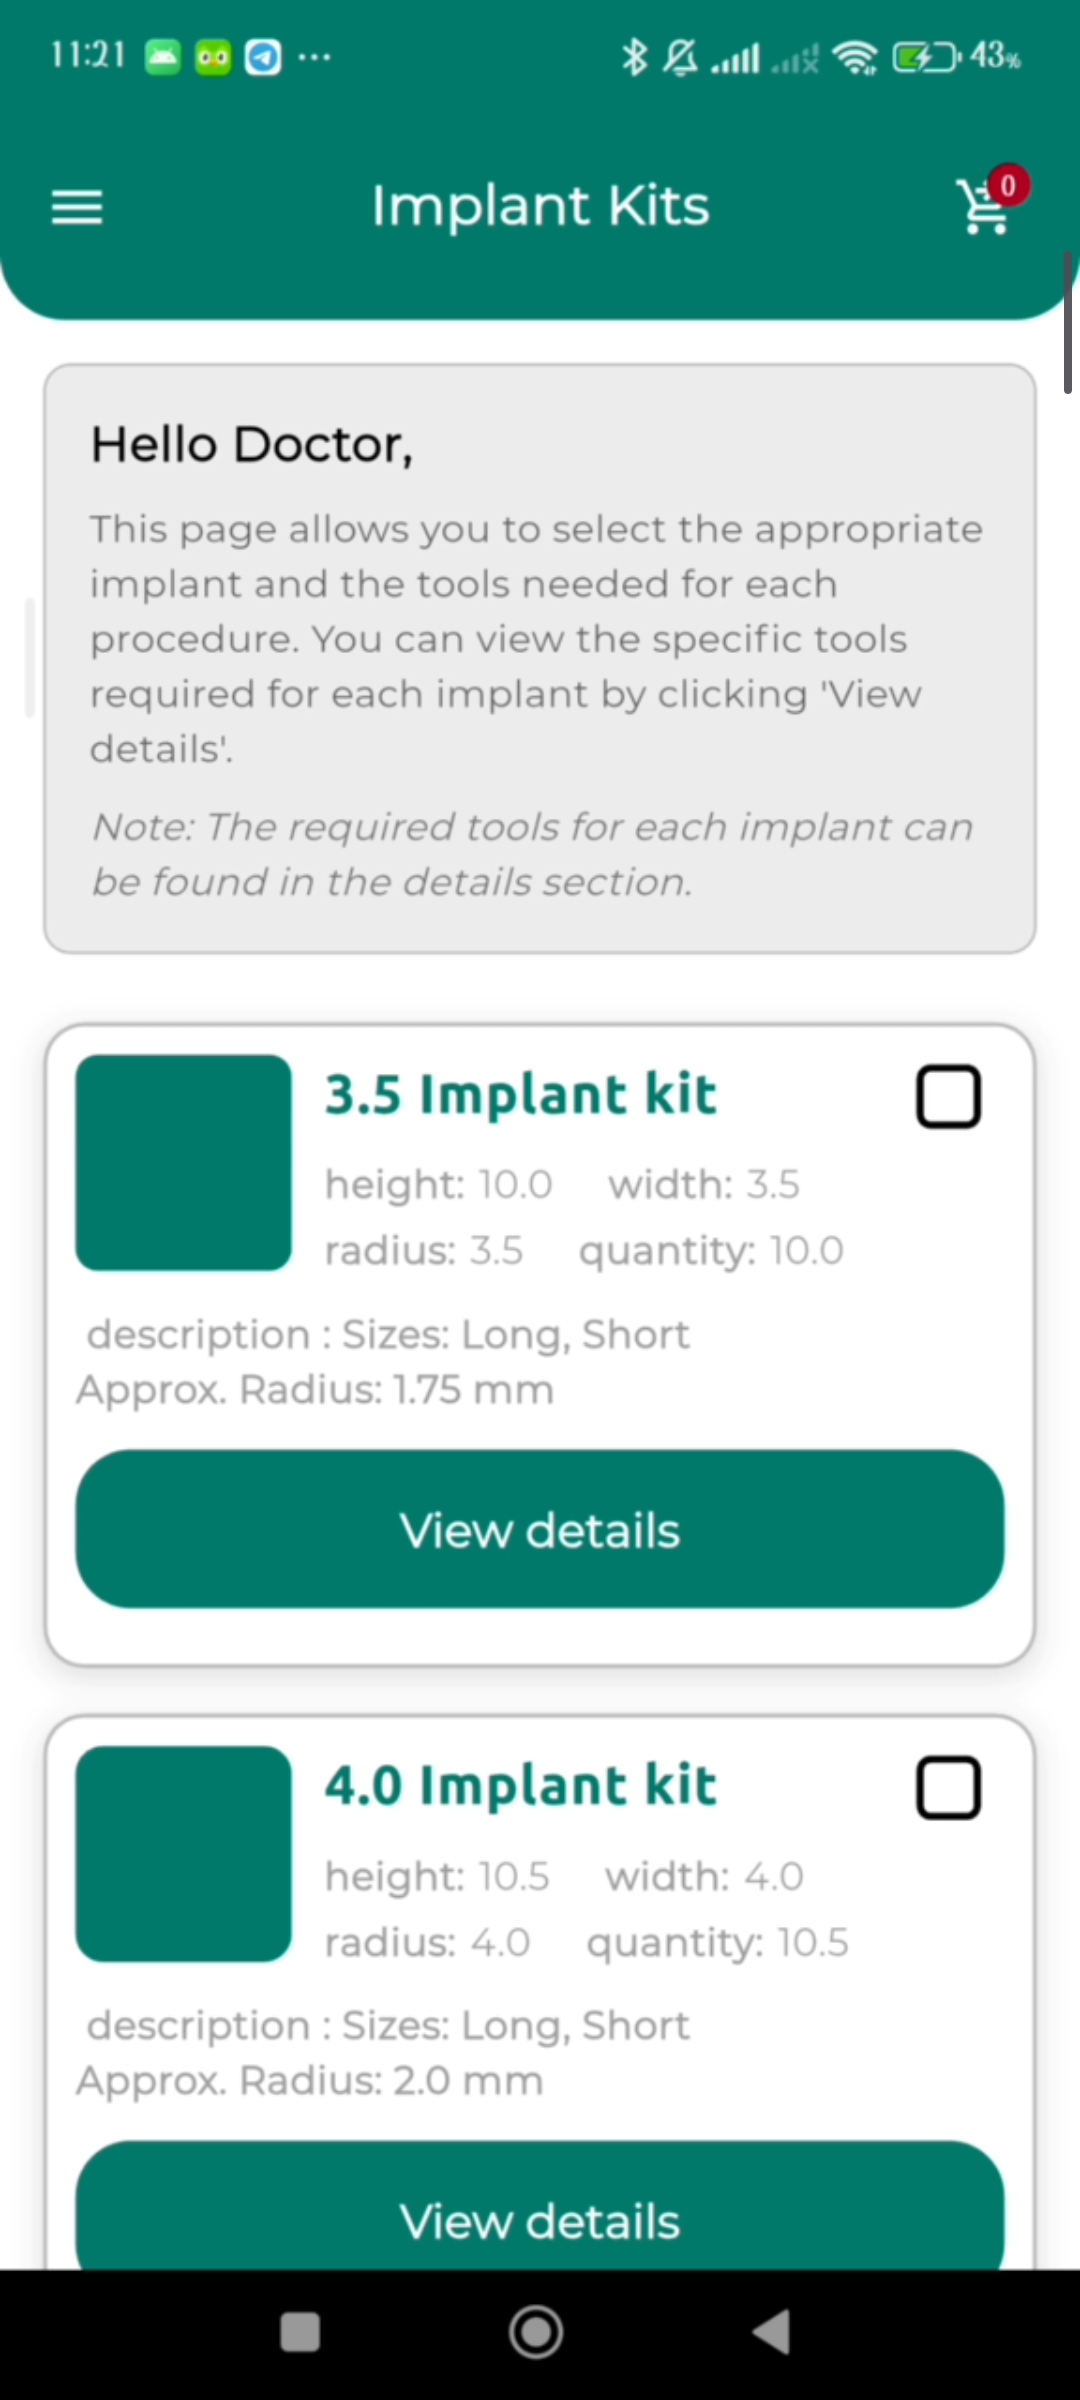 11:21 ... 43%
Implant Kits 0
Hello Doctor,
This page allows you to select the appropriate
implant and the tools needed for each
procedure. You can view the specific tools
required for each implant by clicking 'View
details'.
Note: The required tools for each implant can
be found in the details section.
3.5 Implant kit
height: 10.0 width: 3.5
radius: 3.5 quantity: 10.0
description : Sizes: Long, Short
Approx. Radius: 1.75 mm
View details
4.0 Implant kit
height: 10.5 width: 4.0
radius: 4.0 quantity: 10.5
description : Sizes: Long, Short
Approx. Radius: 2.0 mm
View details